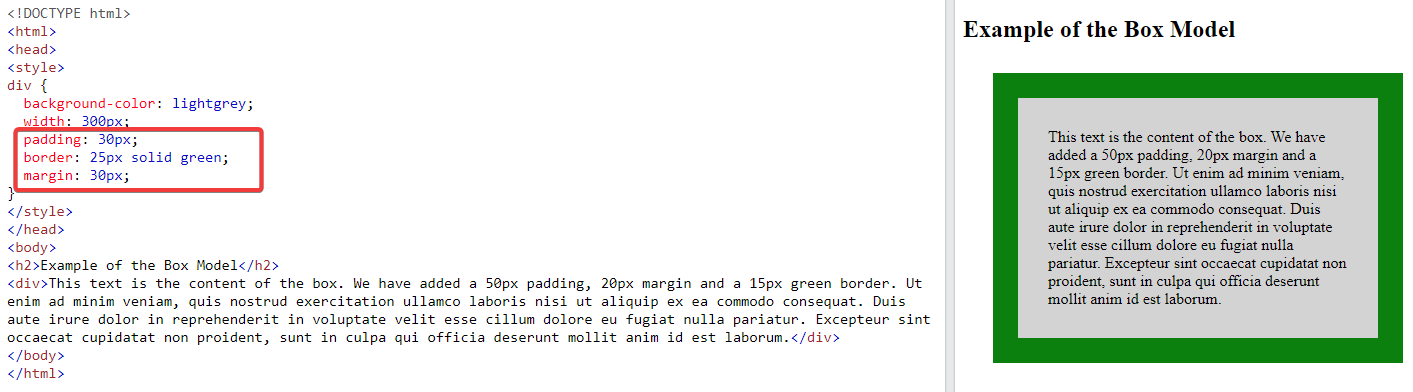 <!DOCTYPE html>
<html>
<head>
<style>
div {
  background-color: lightgrey;
  width: 300px;
  padding: 30px;
  border: 25px solid green;
  margin: 30px;
}
</style>
</head>
<body>
<h2>Example of the Box Model</h2>
<div>This text is the content of the box. We have added a 50px padding, 20px margin and a 15px green border. Ut
enim ad minim veniam, quis nostrud exercitation ullamco laboris nisi ut aliquip ex ea commodo consequat. Duis
aute irure dolor in reprehenderit in voluptate velit esse cillum dolore eu fugiat nulla pariatur. Excepteur sint
occaecat cupidatat non proident, sunt in culpa qui officia deserunt mollit anim id est laborum.</div>
</body>
</html>
Example of the Box Model
This text is the content of the box. We have
added a 50px padding, 20px margin and a
15px green border. Ut enim ad minim veniam,
quis nostrud exercitation ullamco laboris nisi
ut aliquip ex ea commodo consequat. Duis
aute irure dolor in reprehenderit in voluptate
velit esse cillum dolore eu fugiat nulla
pariatur. Excepteur sint occaecat cupidatat non
proident, sunt in culpa qui officia deserunt
mollit anim id est laborum.